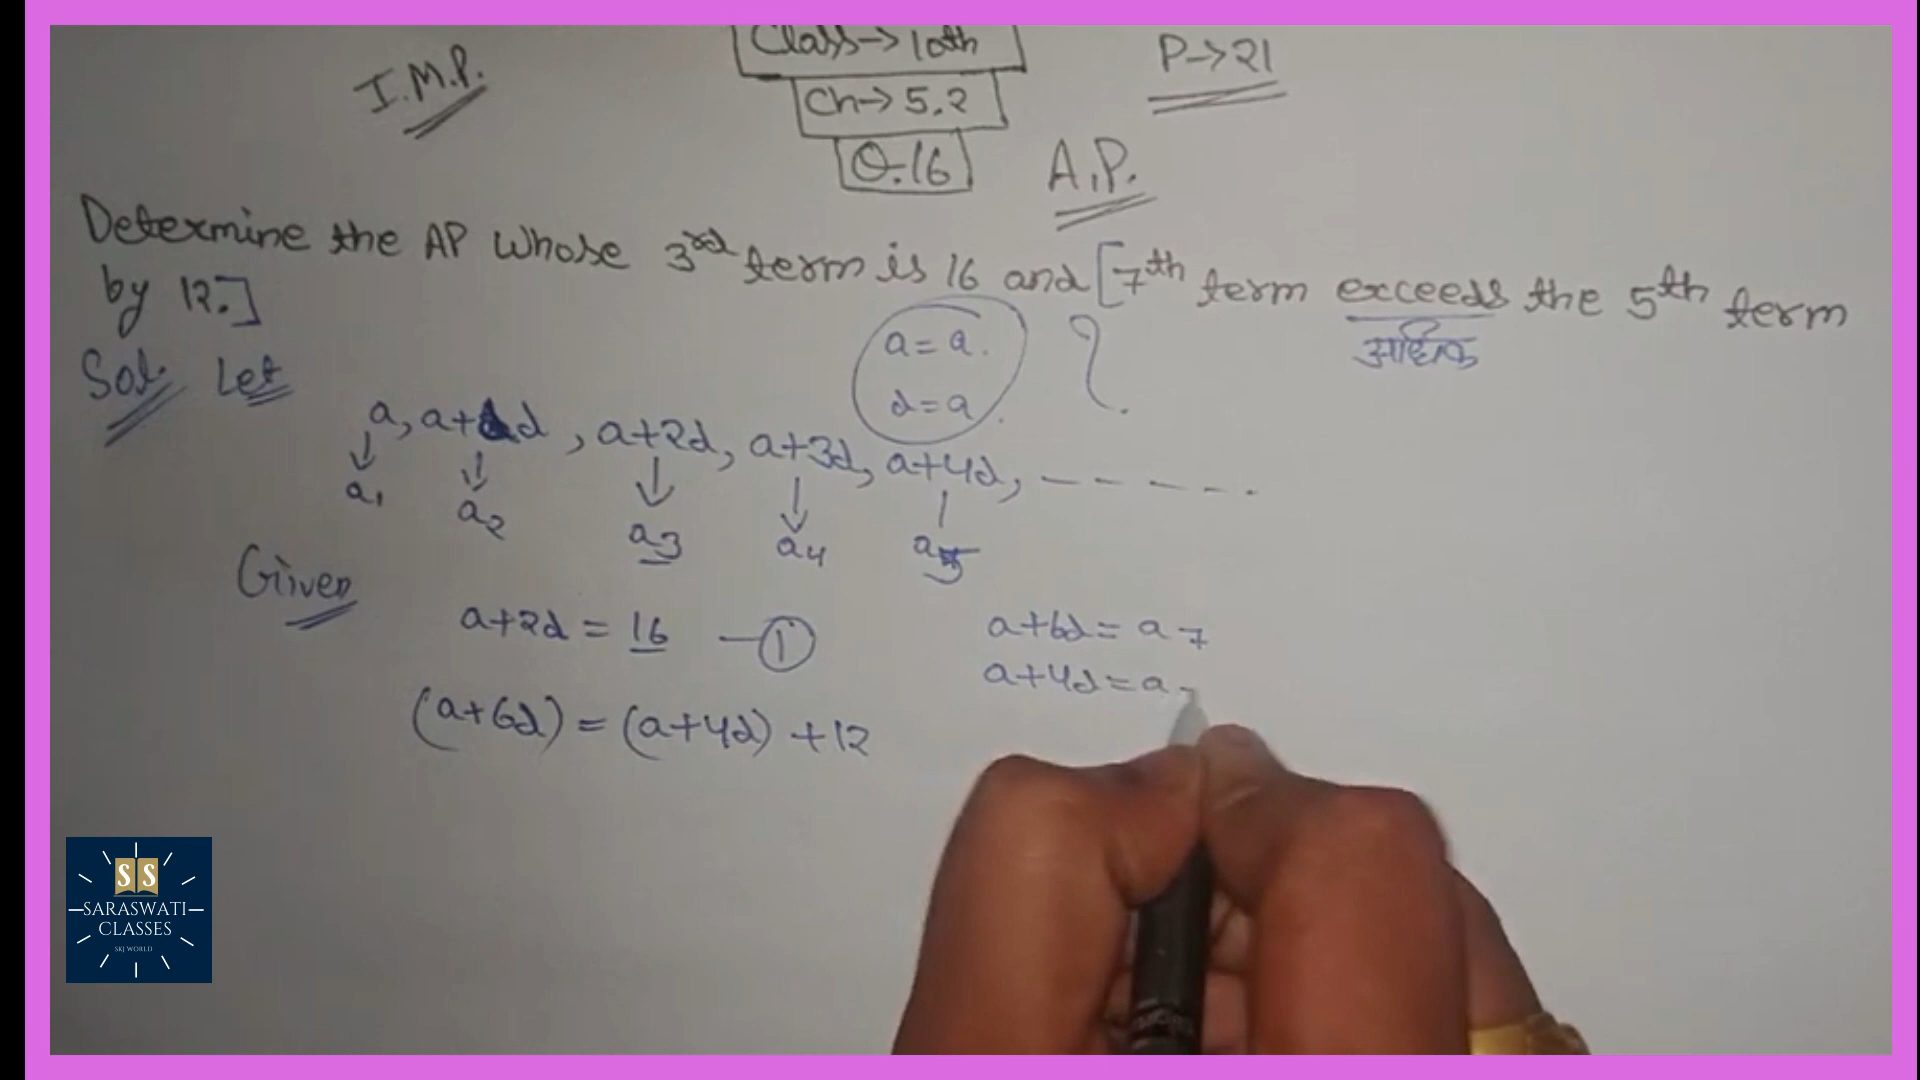 I.M.P.
Class→10th
Ch→5.2
Q.16
P→21
A.P.
Determine the AP whose 3rd term is 16 and [7th term exceeds the 5th term
by 12.]
अधिक
Sol. Let
a = a.
d = a.
?
a, a+d, a+2d, a+3d, a+4d, ------
a1 a2 a3 a4 a5
Given
a+2d = 16 —①
a+6d = a7
(a+6d) = (a+4d) +12
a+4d = a
S S
SARASWATI
CLASSES
SKJ WORLD